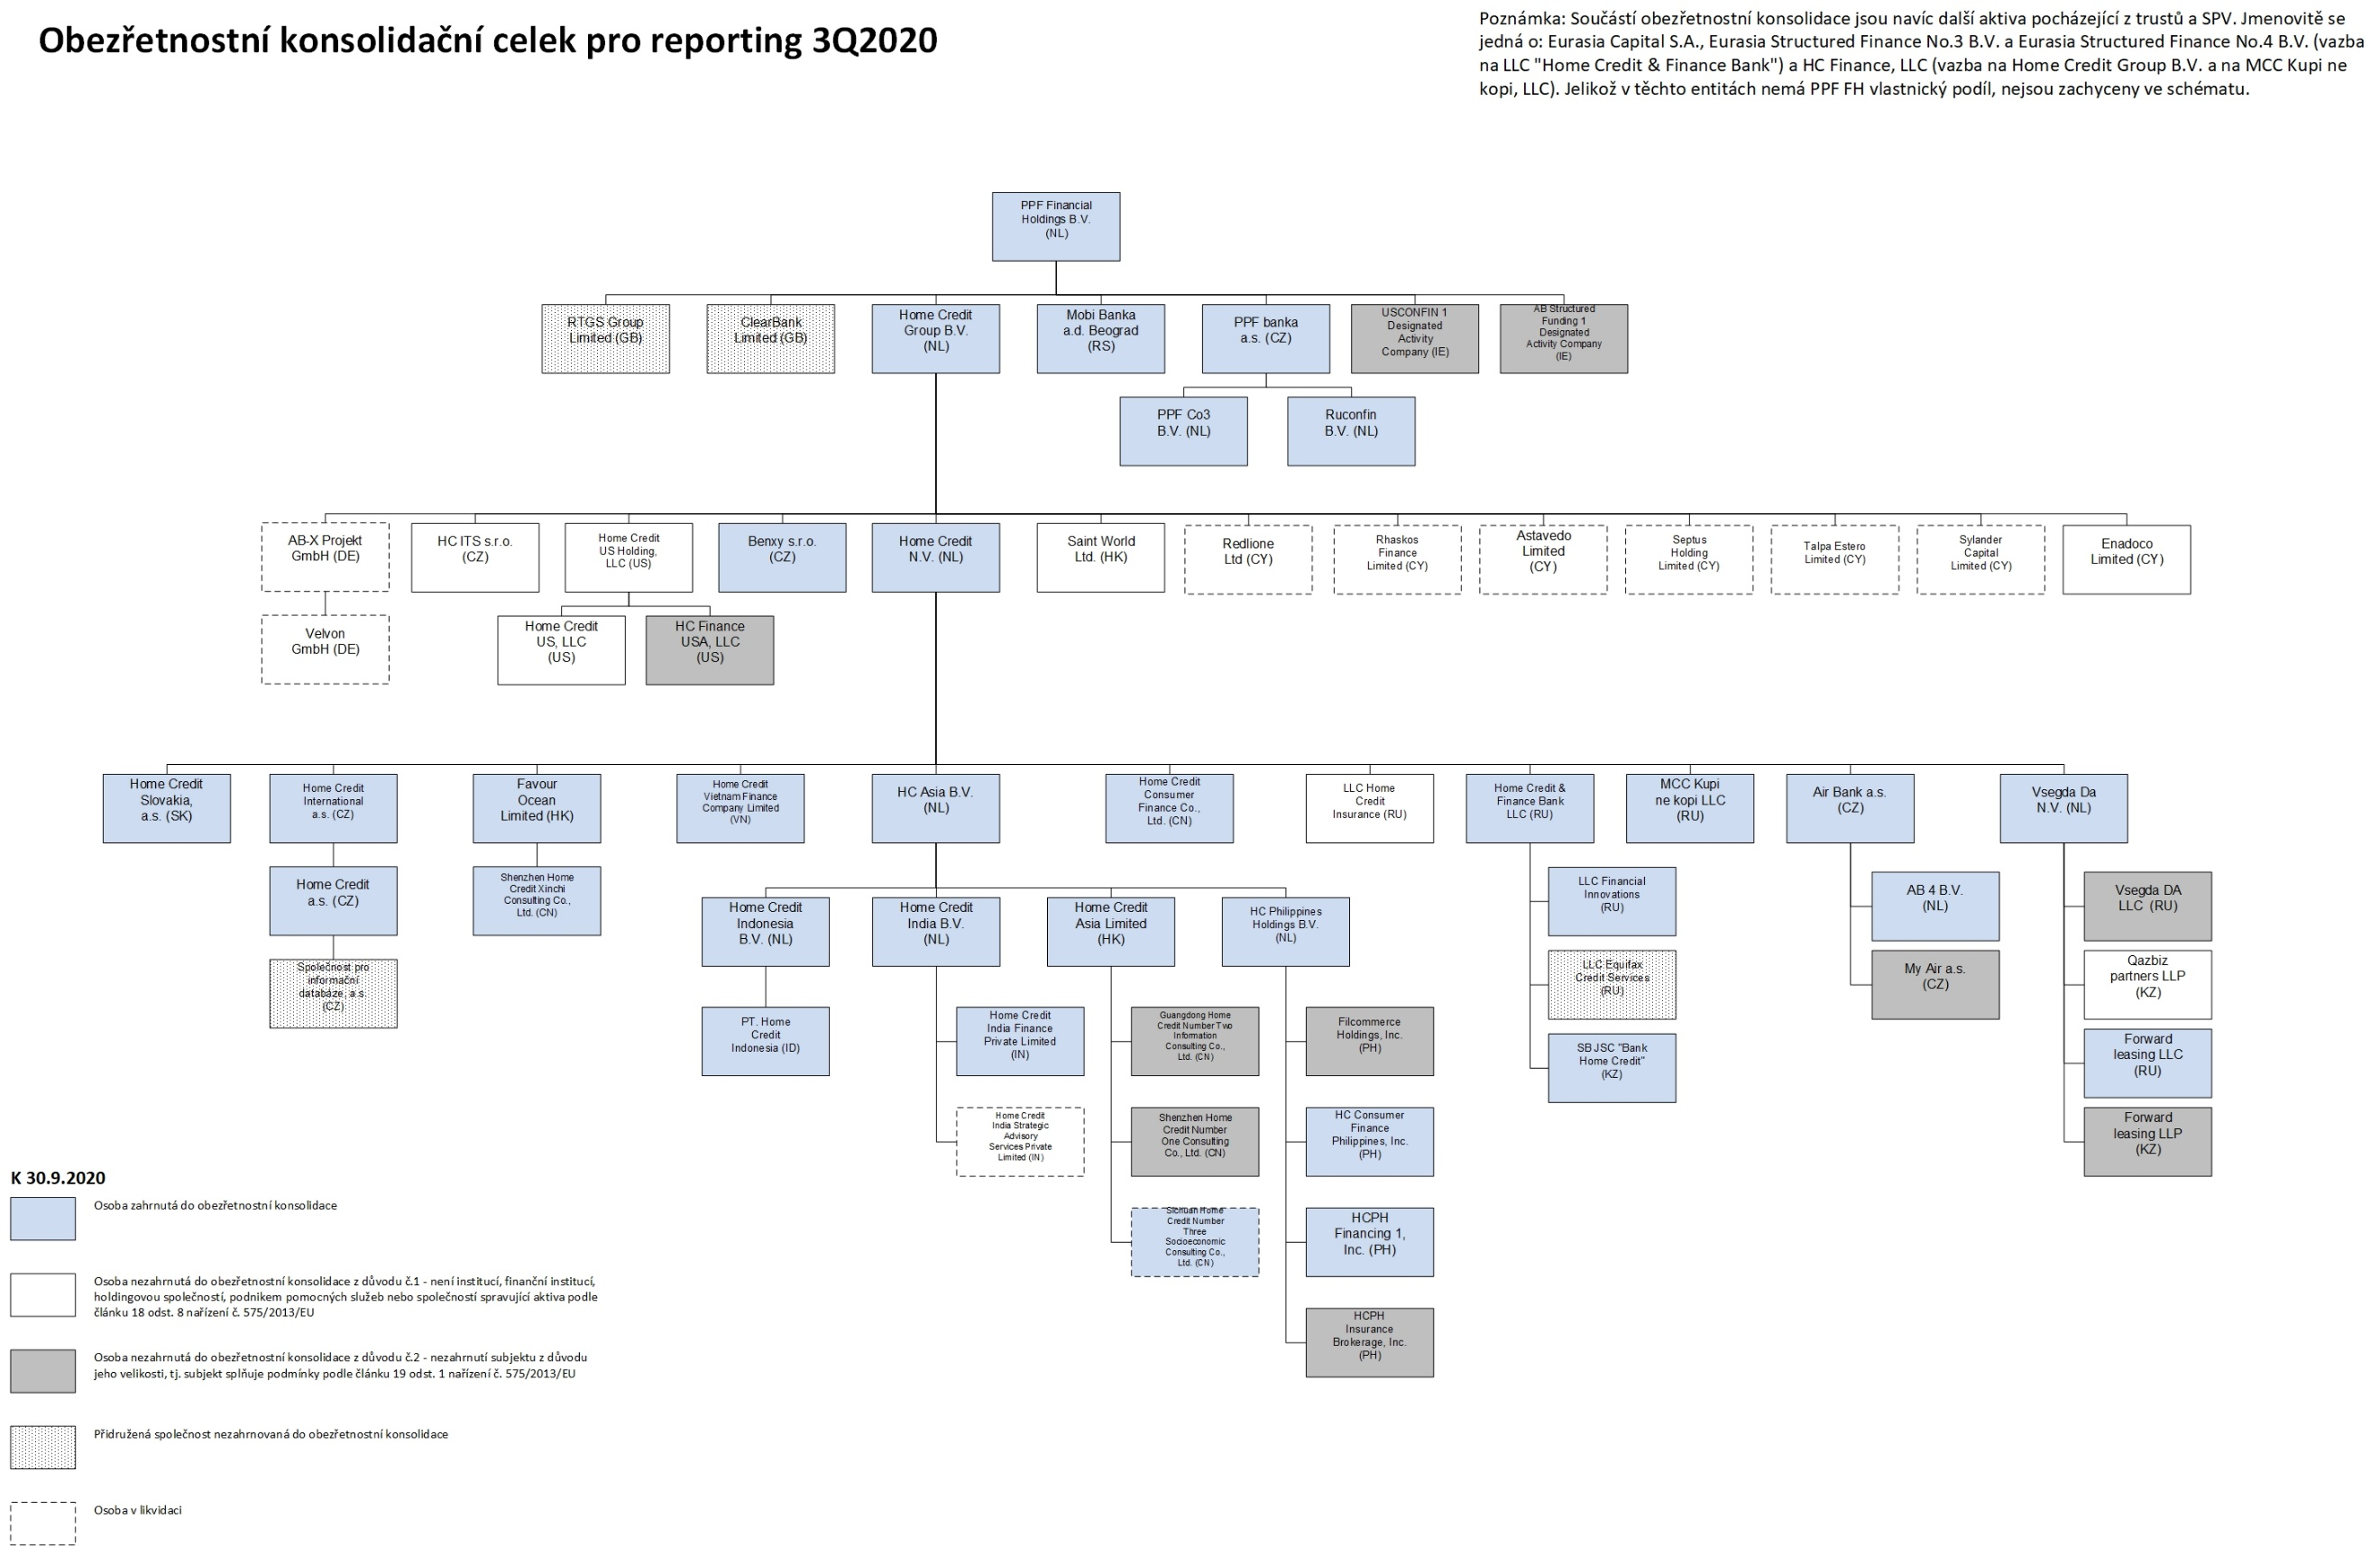 Obezřetnostní konsolidační celek pro reporting 3Q2020
Poznámka: Součástí obezřetnostní konsolidace jsou navíc další aktiva pocházející z trustů a SPV. Jmenovitě se
jedná o: Eurasia Capital S.A., Eurasia Structured Finance No.3 B.V. a Eurasia Structured Finance No.4 B.V. (vazba
na LLC "Home Credit & Finance Bank") a HC Finance, LLC (vazba na Home Credit Group B.V. a na MCC Kupi ne
kopi, LLC). Jelikož v těchto entitách nemá PPF FH vlastnický podíl, nejsou zachyceny ve schématu.
PPF Financial
Holdings B.V.
(NL)
RTGS Group
Limited (GB)
ClearBank
Limited (GB)
Home Credit
Group B.V.
(NL)
Mobi Banka
a.d. Beograd
(RS)
PPF banka
a.s. (CZ)
USCONFIN 1
Designated
Activity
Company (IE)
AB Structured
Funding 1
Designated
Activity Company
(IE)
PPF Co3
B.V. (NL)
Ruconfin
B.V. (NL)
AB-X Projekt
GmbH (DE)
HC ITS s.r.o.
(CZ)
Home Credit
US Holding,
LLC (US)
Benxy s.r.o.
(CZ)
Home Credit
N.V. (NL)
Saint World
Ltd. (HK)
Redlione
Ltd (CY)
Rhaskos
Finance
Limited (CY)
Astavedo
Limited
(CY)
Septus
Holding
Limited (CY)
Talpa Estero
Limited (CY)
Sylander
Capital
Limited (CY)
Enadoco
Limited (CY)
Velvon
GmbH (DE)
Home Credit
US, LLC
(US)
HC Finance
USA, LLC
(US)
Home Credit
Slovakia,
a.s. (SK)
Home Credit
International
a.s. (CZ)
Favour
Ocean
Limited (HK)
Home Credit
Vietnam Finance
Company Limited
(VN)
HC Asia B.V.
(NL)
Home Credit
Consumer
Finance Co.,
Ltd. (CN)
LLC Home
Credit
Insurance (RU)
Home Credit &
Finance Bank
LLC (RU)
MCC Kupi
ne kopi LLC
(RU)
Air Bank a.s.
(CZ)
Vsegda Da
N.V. (NL)
Home Credit
a.s. (CZ)
Shenzhen Home
Credit Xinchi
Consulting Co.,
Ltd. (CN)
Společnost pro
informační
databáze, a.s.
(CZ)
Home Credit
Indonesia
B.V. (NL)
Home Credit
India B.V.
(NL)
Home Credit
Asia Limited
(HK)
HC Philippines
Holdings B.V.
(NL)
LLC Financial
Innovations
(RU)
LLC Equifax
Credit Services
(RU)
SB JSC "Bank
Home Credit"
(KZ)
AB 4 B.V.
(NL)
My Air a.s.
(CZ)
Vsegda DA
LLC (RU)
Qazbiz
partners LLP
(KZ)
Forward
leasing LLC
(RU)
Forward
leasing LLP
(KZ)
PT. Home
Credit
Indonesia (ID)
Home Credit
India Finance
Private Limited
(IN)
Home Credit
India Strategic
Advisory
Services Private
Limited (IN)
Guangdong Home
Credit Number Two
Information
Consulting Co.,
Ltd. (CN)
Shenzhen Home
Credit Number
One Consulting
Co., Ltd. (CN)
Sichuan Home
Credit Number
Three
Socioeconomic
Consulting Co.,
Ltd. (CN)
Filcommerce
Holdings, Inc.
(PH)
HC Consumer
Finance
Philippines, Inc.
(PH)
HCPH
Financing 1,
Inc. (PH)
HCPH
Insurance
Brokerage, Inc.
(PH)
K 30.9.2020
Osoba zahrnutá do obezřetnostní konsolidace
Osoba nezahrnutá do obezřetnostní konsolidace z důvodu č.1 - není institucí, finanční institucí,
holdingovou společností, podnikem pomocných služeb nebo společností spravující aktiva podle
článku 18 odst. 8 nařízení č. 575/2013/EU
Osoba nezahrnutá do obezřetnostní konsolidace z důvodu č.2 - nezahrnutí subjektu z důvodu
jeho velikosti, tj. subjekt splňuje podmínky podle článku 19 odst. 1 nařízení č. 575/2013/EU
Přidružená společnost nezahrnovaná do obezřetnostní konsolidace
Osoba v likvidaci